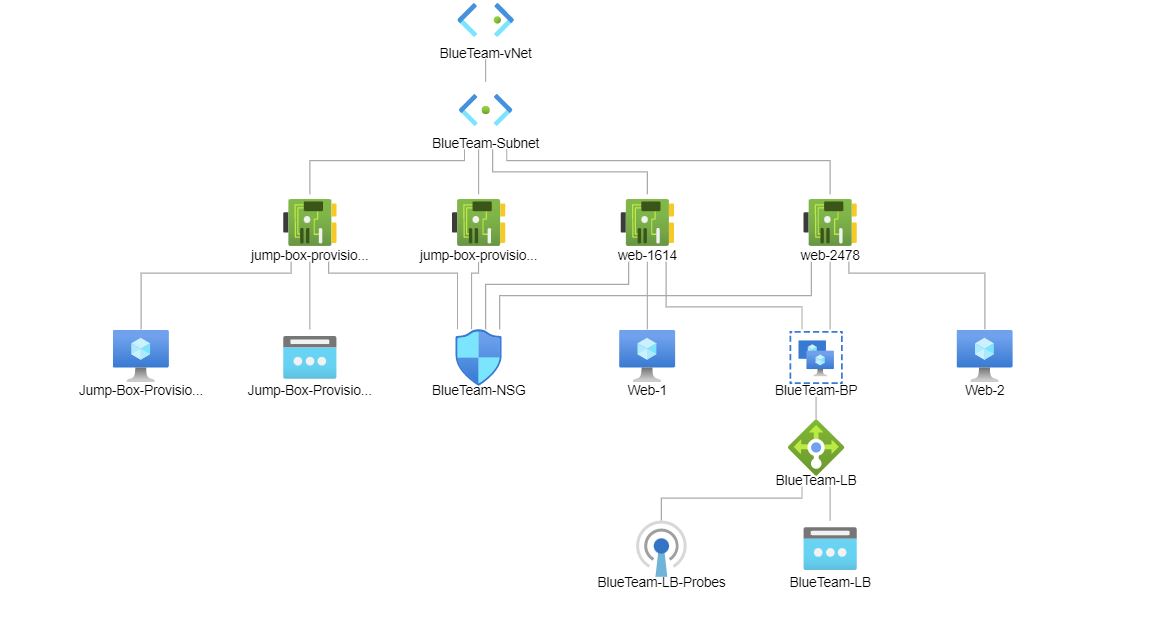 BlueTeam-vNet
BlueTeam-Subnet
jump-box-provisio...
jump-box-provisio...
web-1614
web-2478
Jump-Box-Provisio...
Jump-Box-Provisio...
BlueTeam-NSG
Web-1
BlueTeam-BP
Web-2
BlueTeam-LB
BlueTeam-LB-Probes
BlueTeam-LB